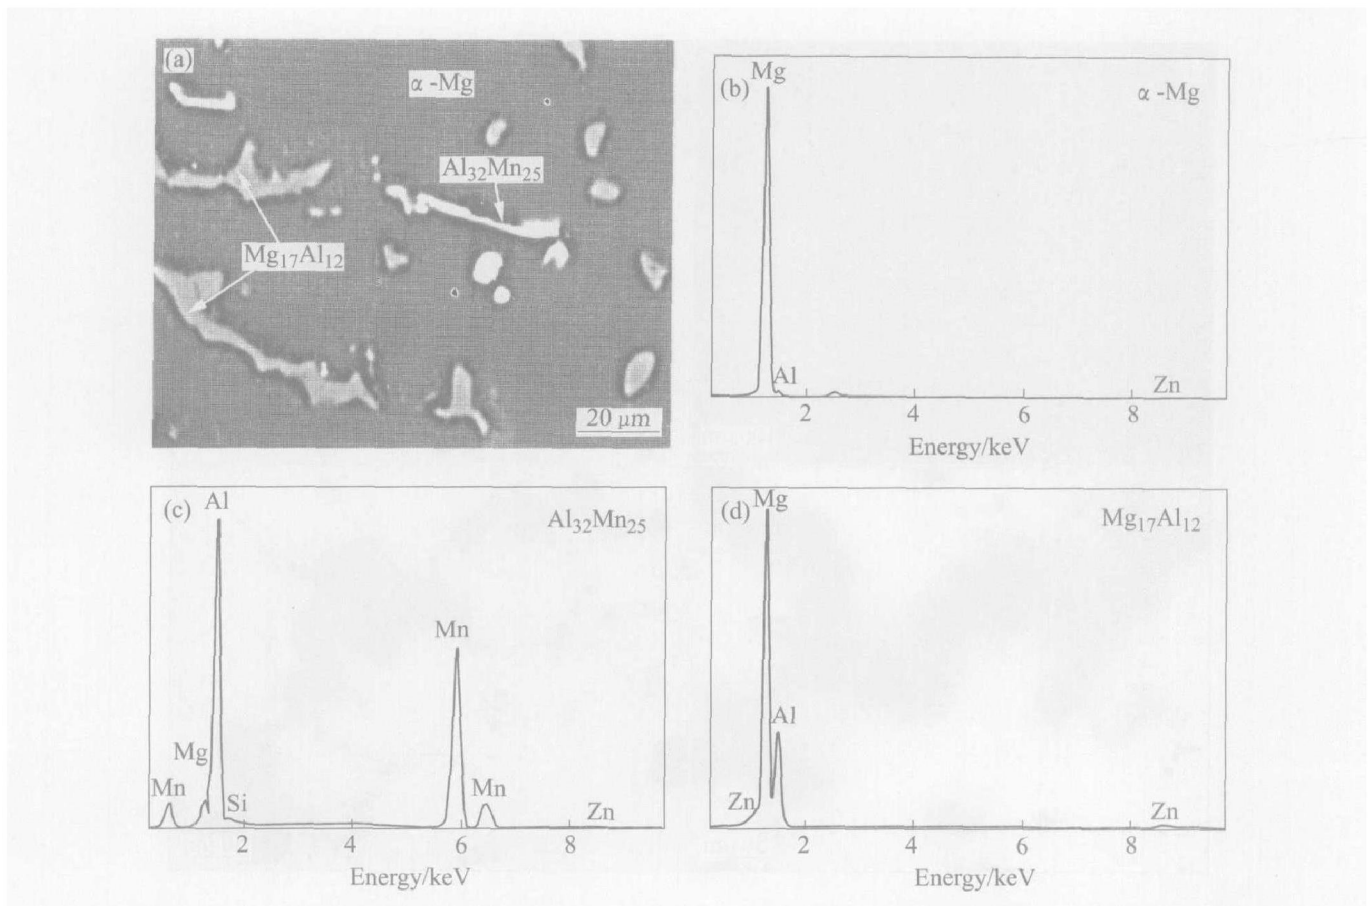 (a)
α -Mg
Al₃₂Mn₂₅
Mg₁₇Al₁₂
20 μm
(b)
Mg
α -Mg
Al
Zn
2 4 6 8
Energy/keV
(c)
Al
Al₃₂Mn₂₅
Mn
Mg
Mn
Si
Mn
Zn
2 4 6 8
Energy/keV
(d)
Mg
Mg₁₇Al₁₂
Al
Zn
Zn
2 4 6 8
Energy/keV